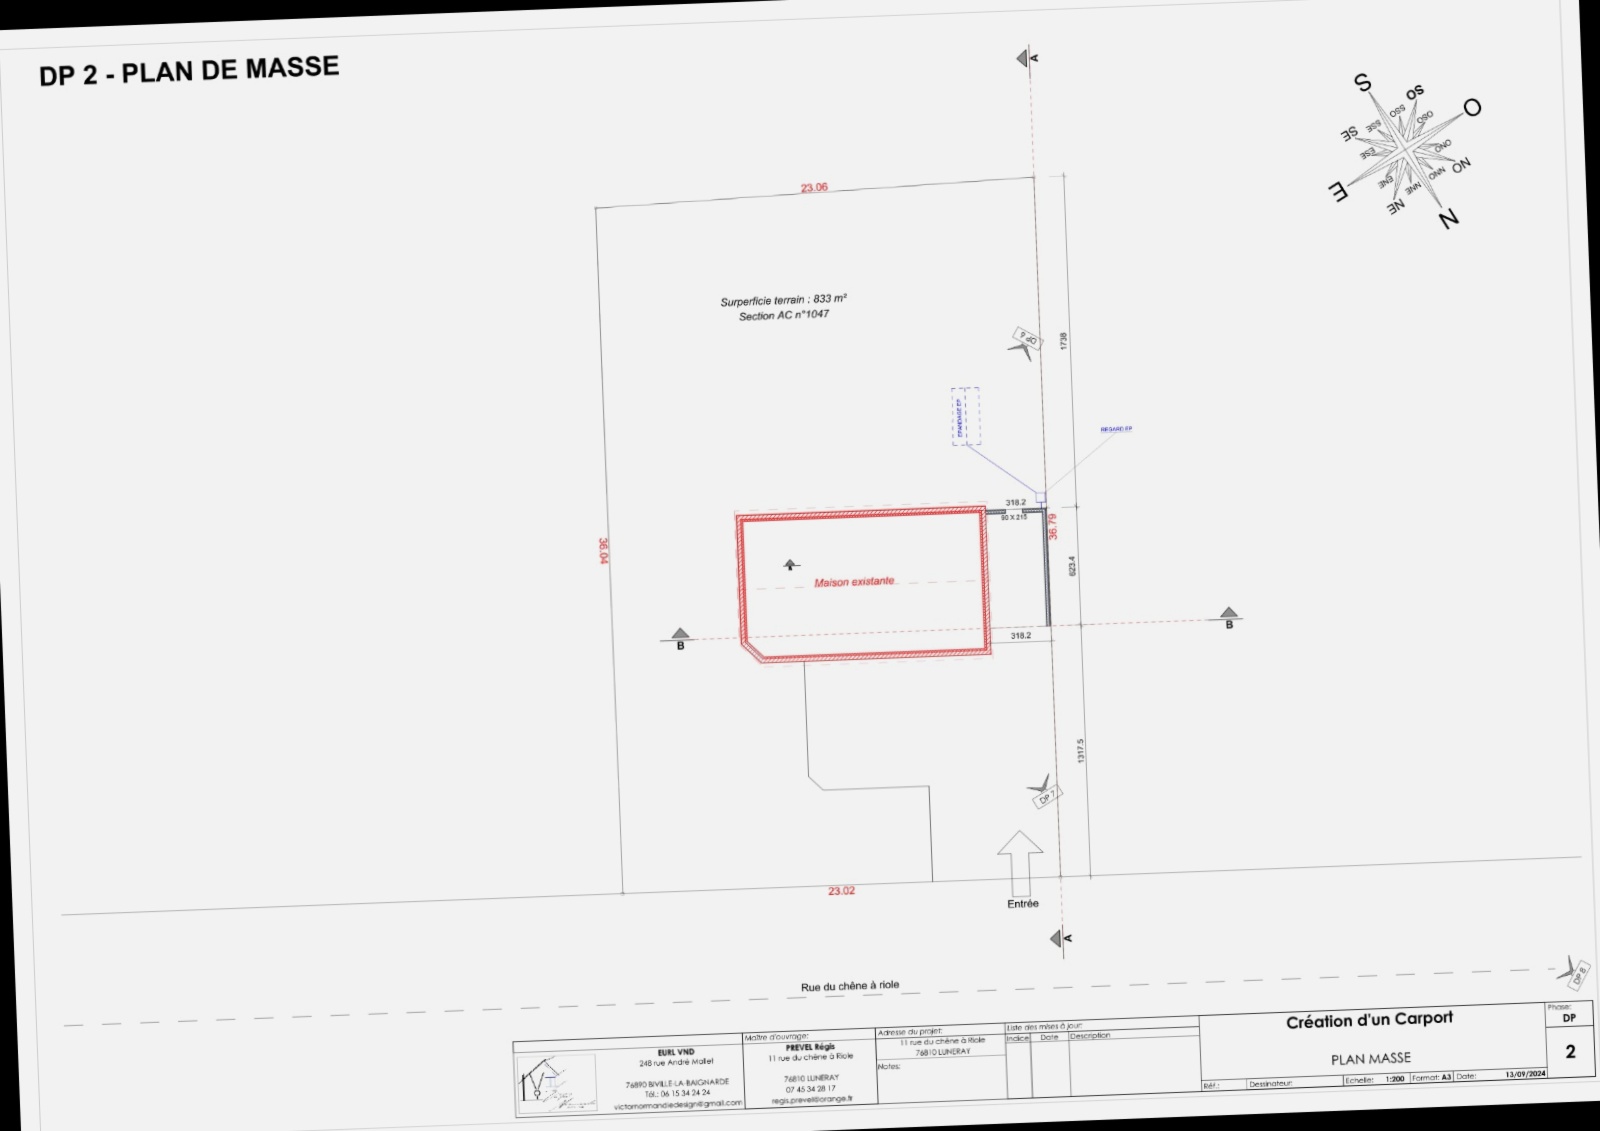 DP 2 - PLAN DE MASSE
A
S
SO
O
SSO
OSO
SE
SSE
ESE
ONO
NO
E
ENE
NNO
NNE
NE
N
23.06
Surperficie terrain : 833 m²
Section AC n°1047
DP 6
1738
EPANDAGE EP
REGARD EP
318.2
90 X 215
36.79
36.04
623.4
Maison existante
B
B
318.2
1317.5
DP 7
23.02
Entrée
A
Rue du chêne à riole
DP 8
EURL VND
248 rue André Mallet
76890 BIVILLE-LA-BAIGNARDE
Tél.: 06 15 34 24 24
victornormandiedesign@gmail.com
Maître d'ouvrage:
PREVEL Régis
11 rue du chêne à Riole
76810 LUNERAY
07 45 34 28 17
regis.prevel@orange.fr
Adresse du projet:
11 rue du chêne à Riole
76810 LUNERAY
Notes:
Liste des mises à jour:
Indice Date Description
Création d'un Carport
PLAN MASSE
Réf.: Dessinateur: Echelle: 1:200 Format: A3 Date: 13/09/2024
Phase:
DP
2